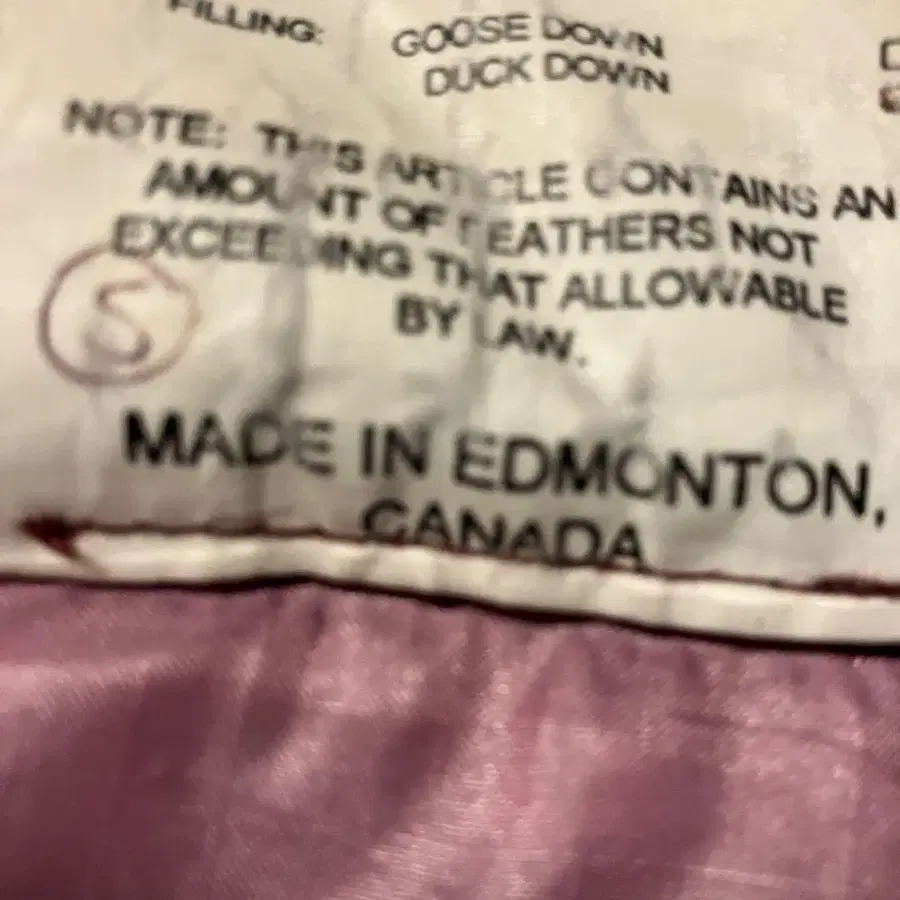 FILLING: GOOSE DOWN
DUCK DOWN
NOTE: THIS ARTICLE CONTAINS AN
AMOUNT OF FEATHERS NOT
EXCEEDING THAT ALLOWABLE
BY LAW.
S
MADE IN EDMONTON,
CANADA